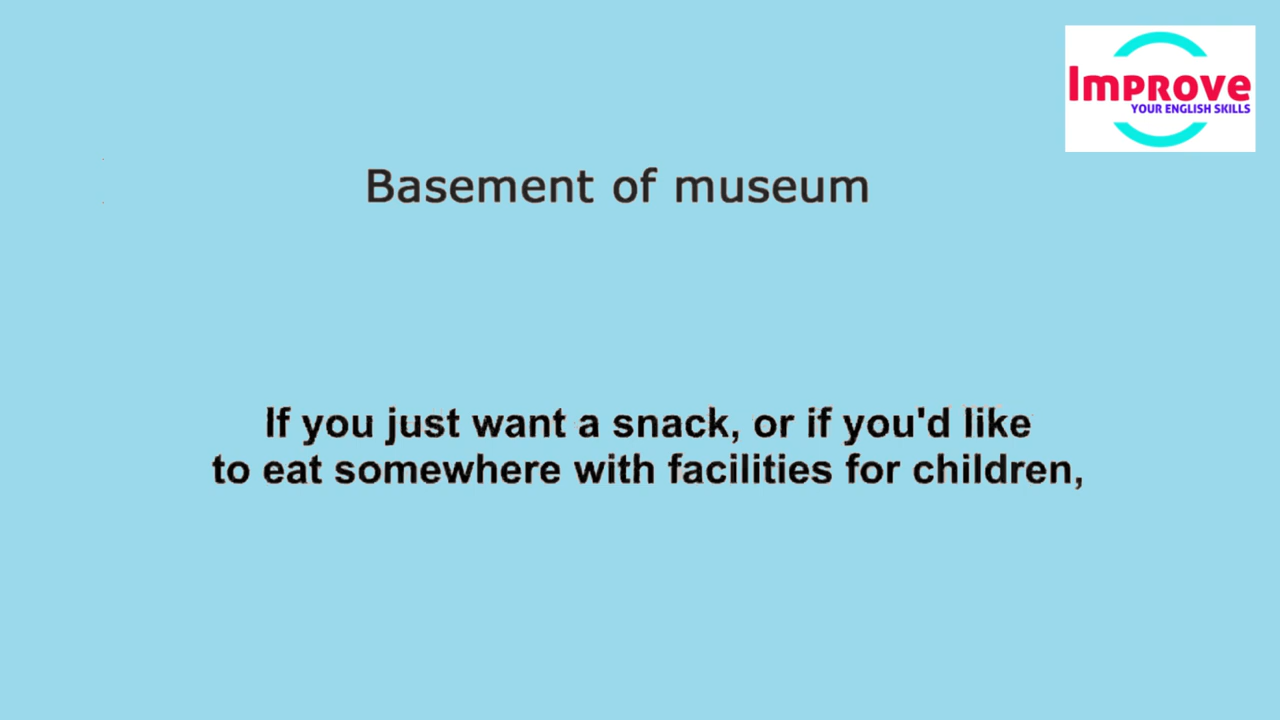 Improve
YOUR ENGLISH SKILLS
Basement of museum
If you just want a snack, or if you'd like
to eat somewhere with facilities for children,